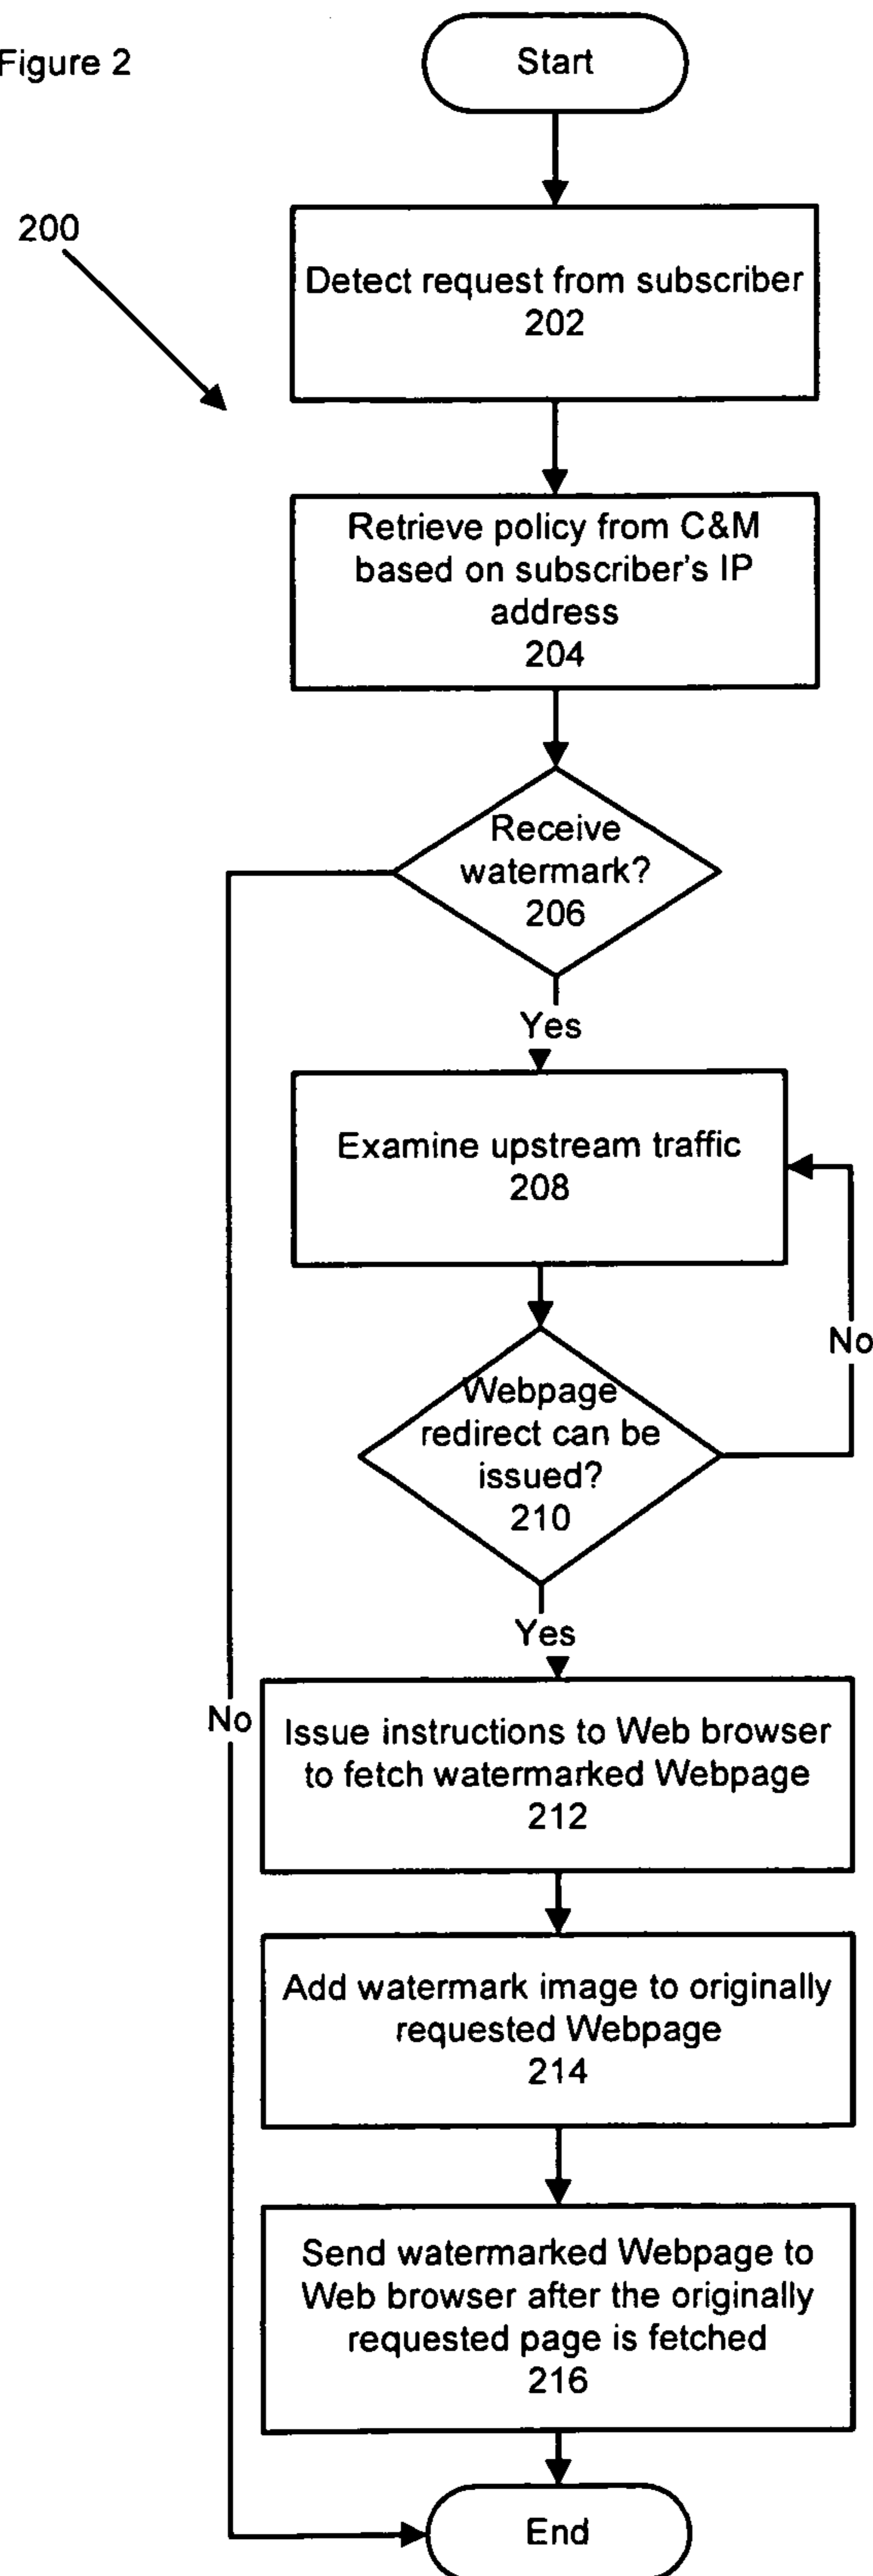 Figure 2
Start
200
Detect request from subscriber
202
Retrieve policy from C&M
based on subscriber's IP
address
204
Receive
watermark?
206
Yes
Examine upstream traffic
208
No
Webpage
redirect can be
issued?
210
Yes
No
Issue instructions to Web browser
to fetch watermarked Webpage
212
Add watermark image to originally
requested Webpage
214
Send watermarked Webpage to
Web browser after the originally
requested page is fetched
216
End